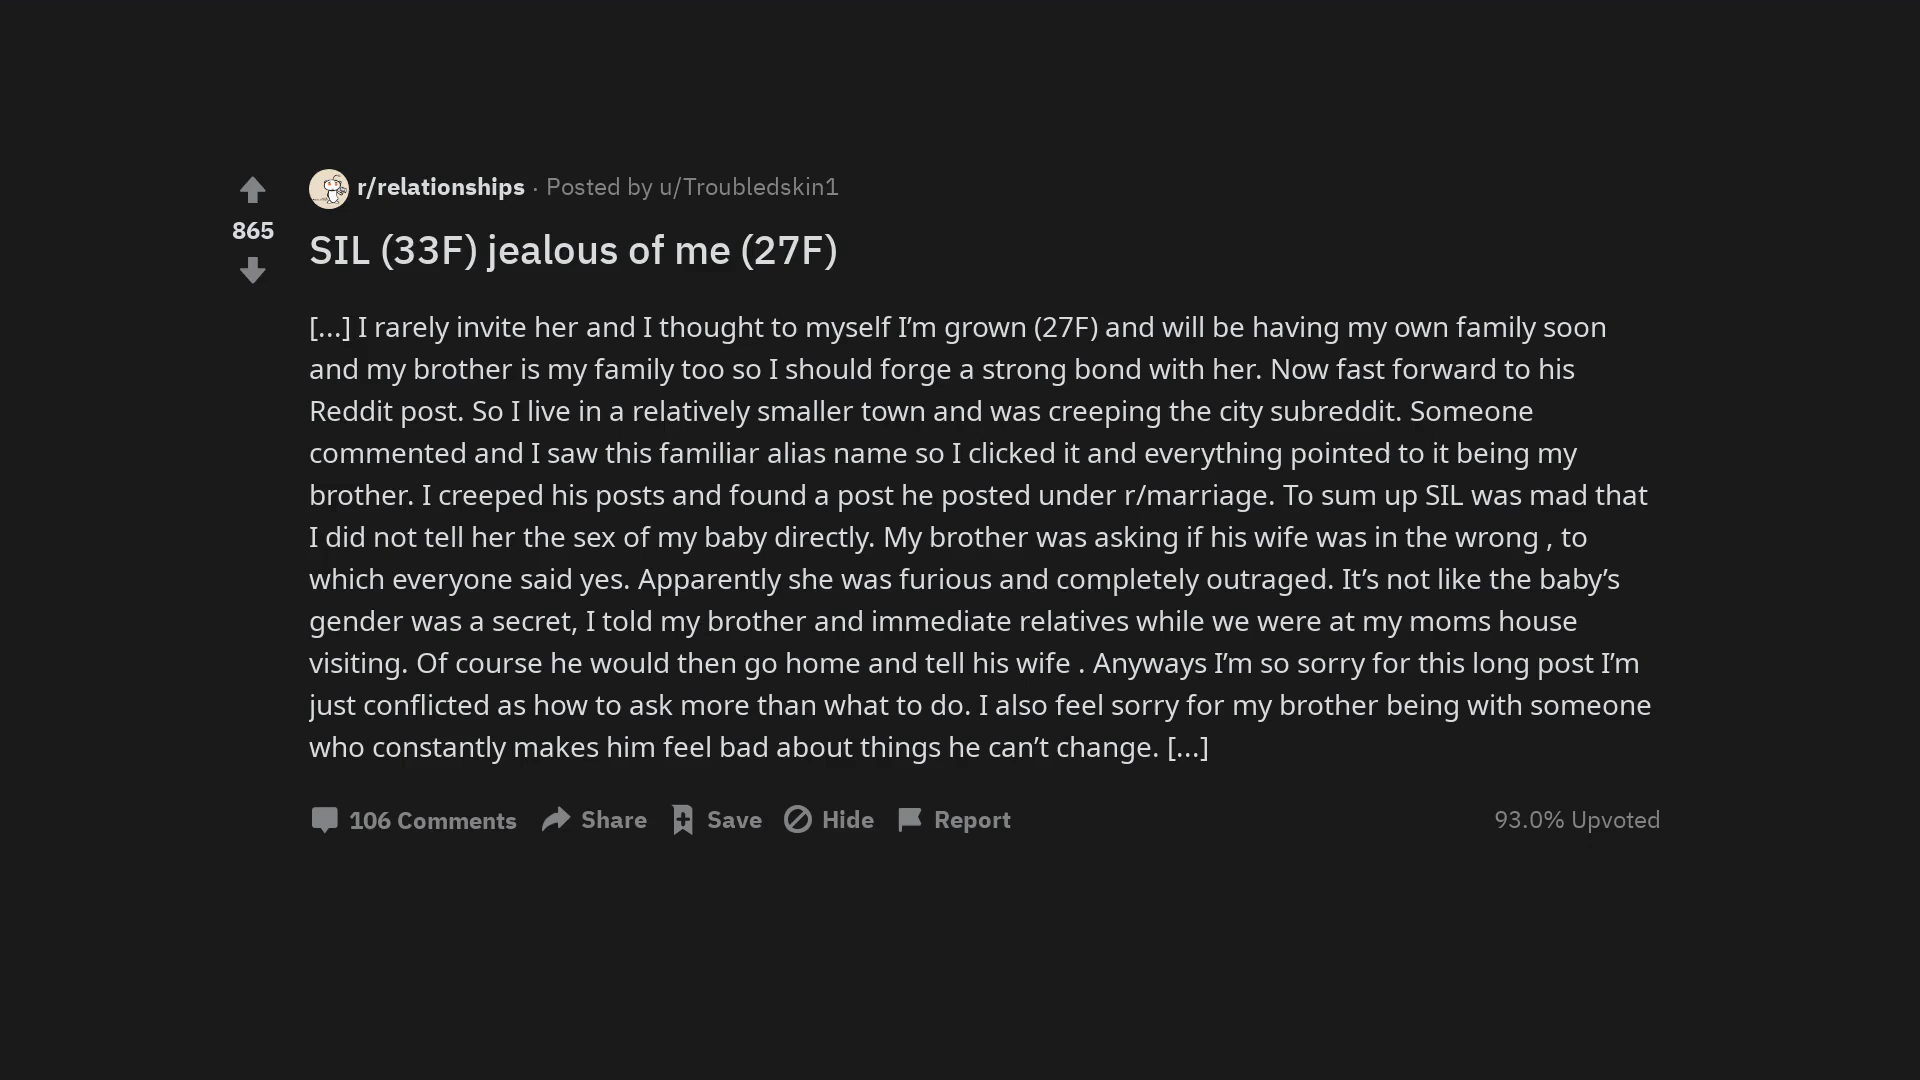 r/relationships · Posted by u/Troubledskin1
865
SIL (33F) jealous of me (27F)
[...] I rarely invite her and I thought to myself I’m grown (27F) and will be having my own family soon
and my brother is my family too so I should forge a strong bond with her. Now fast forward to his
Reddit post. So I live in a relatively smaller town and was creeping the city subreddit. Someone
commented and I saw this familiar alias name so I clicked it and everything pointed to it being my
brother. I creeped his posts and found a post he posted under r/marriage. To sum up SIL was mad that
I did not tell her the sex of my baby directly. My brother was asking if his wife was in the wrong , to
which everyone said yes. Apparently she was furious and completely outraged. It’s not like the baby’s
gender was a secret, I told my brother and immediate relatives while we were at my moms house
visiting. Of course he would then go home and tell his wife . Anyways I’m so sorry for this long post I’m
just conflicted as how to ask more than what to do. I also feel sorry for my brother being with someone
who constantly makes him feel bad about things he can’t change. [...]
106 Comments Share Save Hide Report 93.0% Upvoted